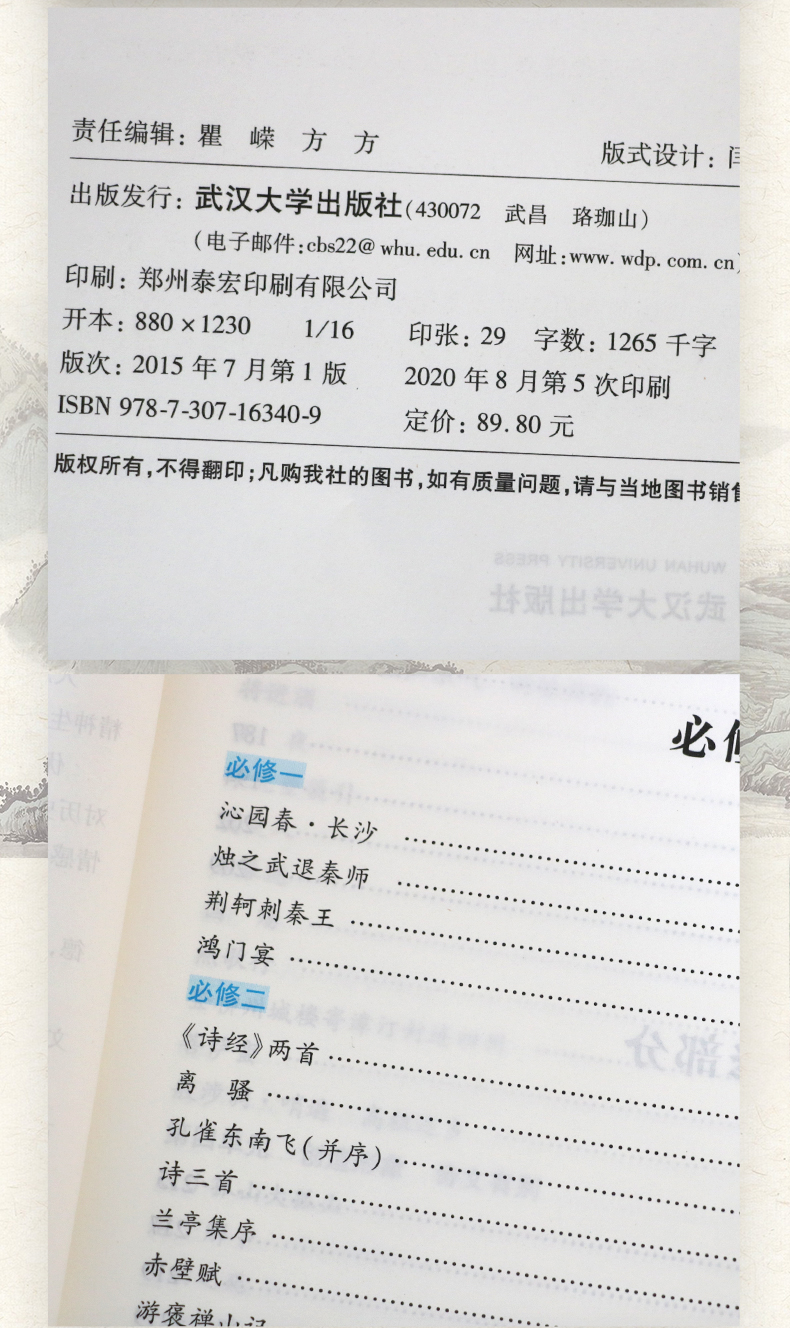 责任编辑：瞿 嵘 方 方 版式设计：
出版发行：武汉大学出版社(430072 武昌 珞珈山)
(电子邮件:cbs22@whu.edu.cn 网址:www.wdp.com.cn)
印刷：郑州泰宏印刷有限公司
开本：880×1230 1/16 印张：29 字数：1265千字
版次：2015年7月第1版 2020年8月第5次印刷
ISBN 978-7-307-16340-9 定价：89.80元
版权所有,不得翻印;凡购我社的图书,如有质量问题,请与当地图书销售
WUHAN UNIVERSITY PRESS
武汉大学出版社
必修
必修一
沁园春·长沙
烛之武退秦师
荆轲刺秦王
鸿门宴
必修二
《诗经》两首
离 骚
孔雀东南飞(并序)
诗三首
兰亭集序
赤壁赋
游褒禅山记